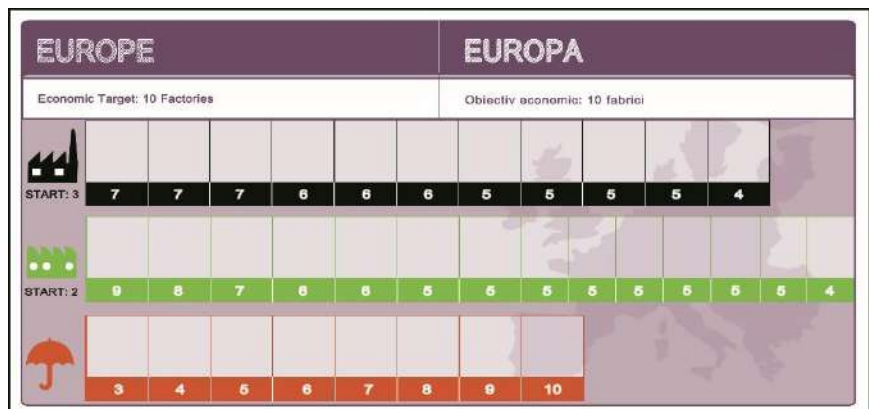 EUROPE
EUROPA
Economic Target: 10 Factories
Obiectiv economic: 10 fabrici
START: 3
7 7 7 6 6 6 5 5 5 5 4
START: 2
9 8 7 6 6 5 5 5 5 5 5 5 5 4
3 4 5 6 7 8 9 10